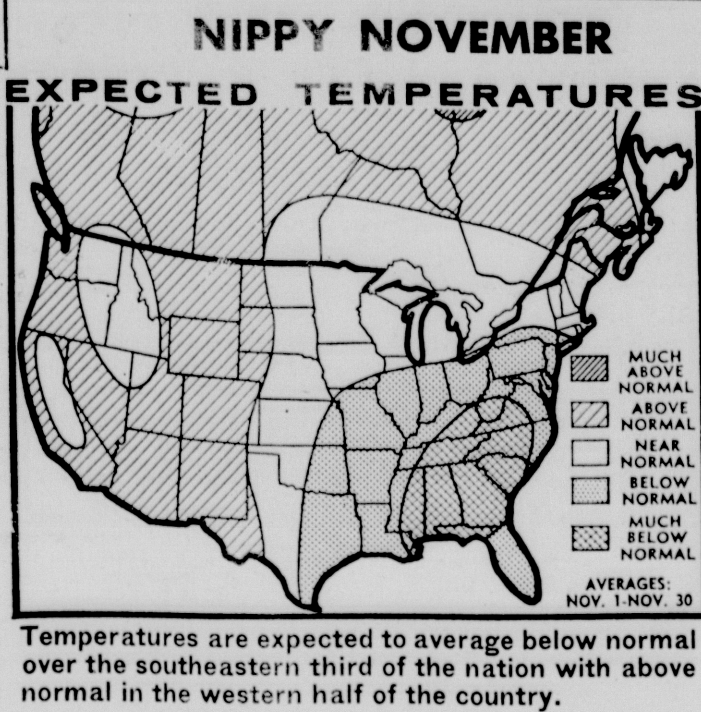 NIPPY NOVEMBER
EXPECTED TEMPERATURES
MUCH
ABOVE
NORMAL
ABOVE
NORMAL
NEAR
NORMAL
BELOW
NORMAL
MUCH
BELOW
NORMAL
AVERAGES:
NOV. 1-NOV. 30
Temperatures are expected to average below normal
over the southeastern third of the nation with above
normal in the western half of the country.